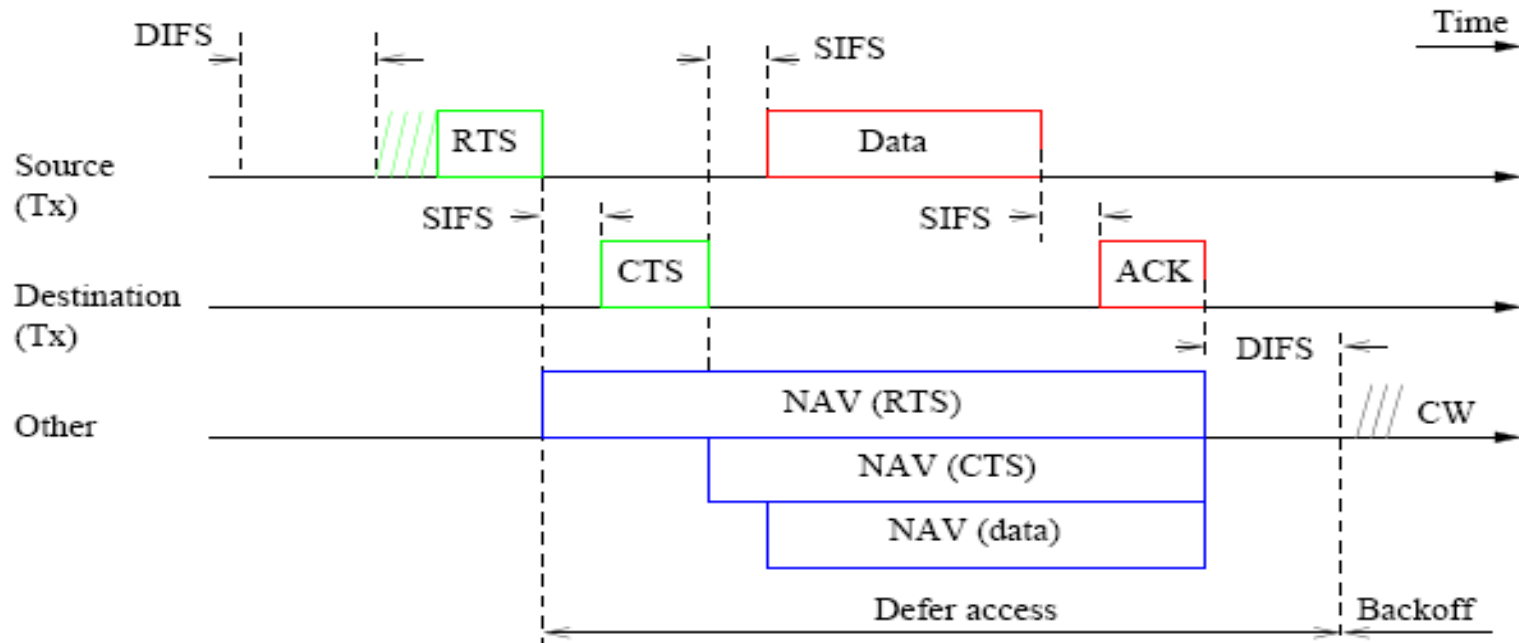 DIFS
SIFS
Time
RTS
Data
Source
(Tx)
SIFS
SIFS
CTS
ACK
Destination
(Tx)
DIFS
NAV (RTS)
CW
Other
NAV (CTS)
NAV (data)
Defer access
Backoff